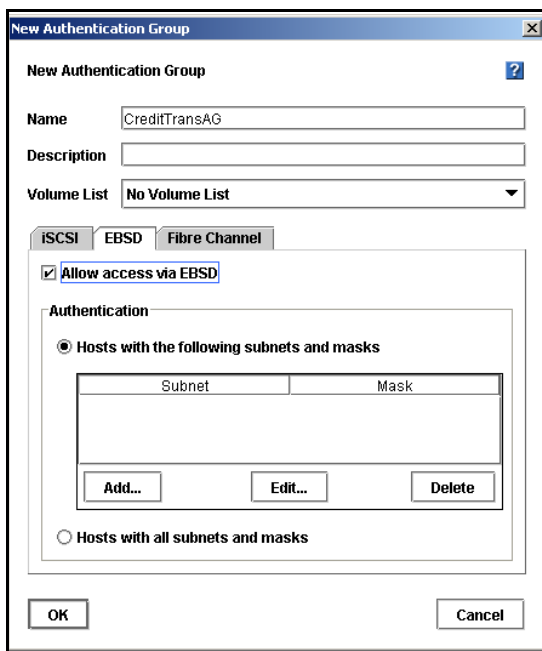 New Authentication Group
New Authentication Group ?
Name CreditTransAG
Description
Volume List No Volume List
iSCSI EBSD Fibre Channel
Allow access via EBSD
Authentication
Hosts with the following subnets and masks
Subnet Mask
Add... Edit... Delete
Hosts with all subnets and masks
OK Cancel